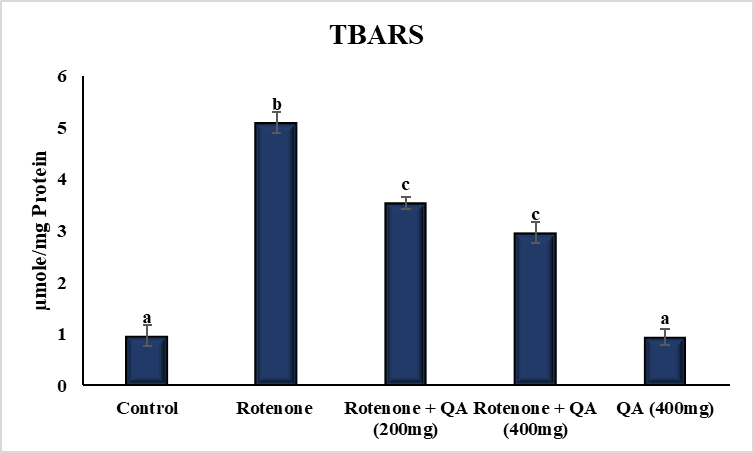 TBARS
µmole/mg Protein
6
5
4
3
2
1
0
a
b
c
c
a
Control
Rotenone
Rotenone + QA
(200mg)
Rotenone + QA
(400mg)
QA (400mg)